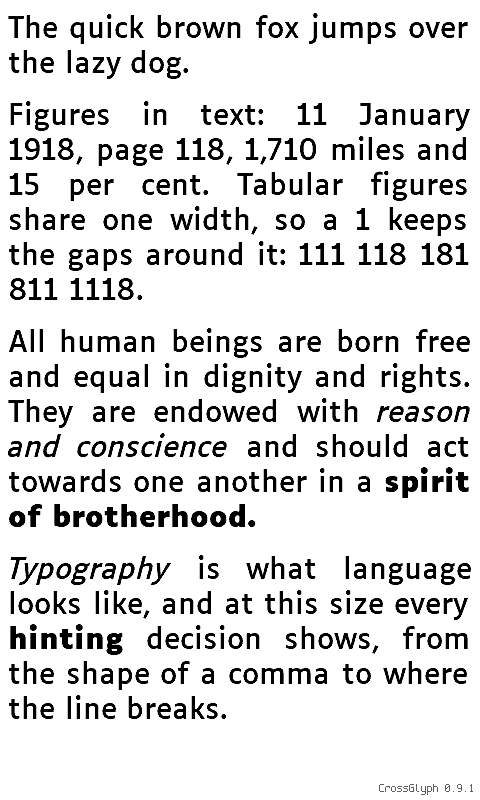 The quick brown fox jumps over
the lazy dog.
Figures in text: 11 January
1918, page 118, 1,710 miles and
15 per cent. Tabular figures
share one width, so a 1 keeps
the gaps around it: 111 118 181
811 1118.
All human beings are born free
and equal in dignity and rights.
They are endowed with reason
and conscience and should act
towards one another in a spirit
of brotherhood.
Typography is what language
looks like, and at this size every
hinting decision shows, from
the shape of a comma to where
the line breaks.
CrossGlyph 0.9.1